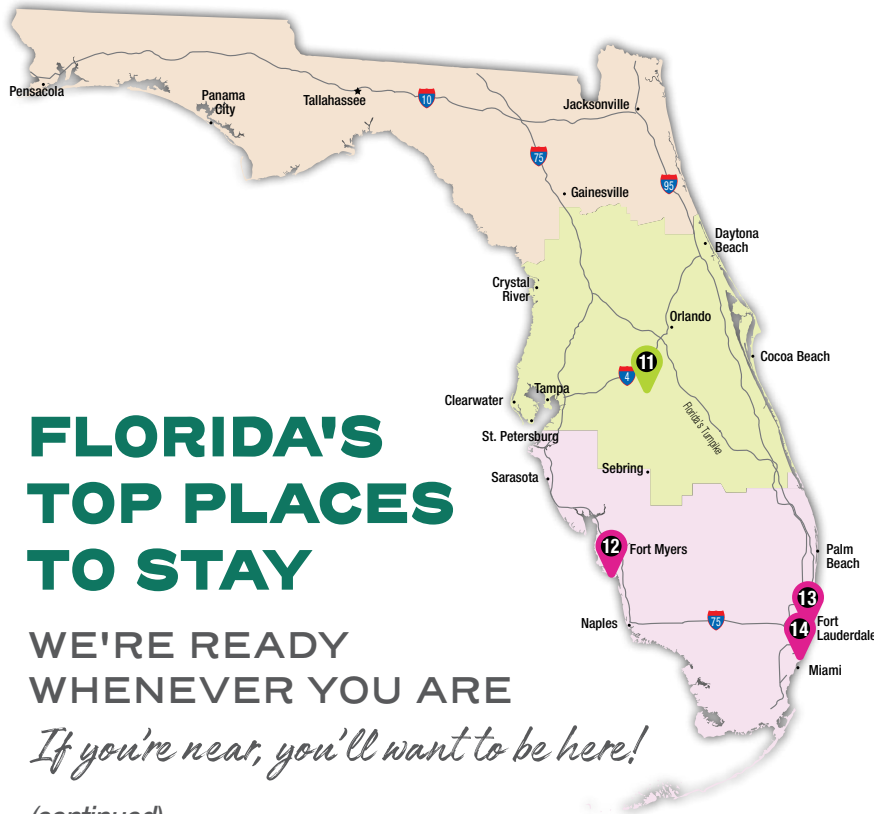 Pensacola
Panama
City
Tallahassee
10
Jacksonville
75
95
Gainesville
Daytona
Beach
Crystal
River
Orlando
Cocoa Beach
11
4
Tampa
Clearwater
St. Petersburg
Florida's Turnpike
Sebring
Sarasota
12
Fort Myers
Palm
Beach
13
Fort
Lauderdale
14
75
Naples
Miami
FLORIDA'S
TOP PLACES
TO STAY
WE'RE READY
WHENEVER YOU ARE
If you're near, you'll want to be here!
(continued)